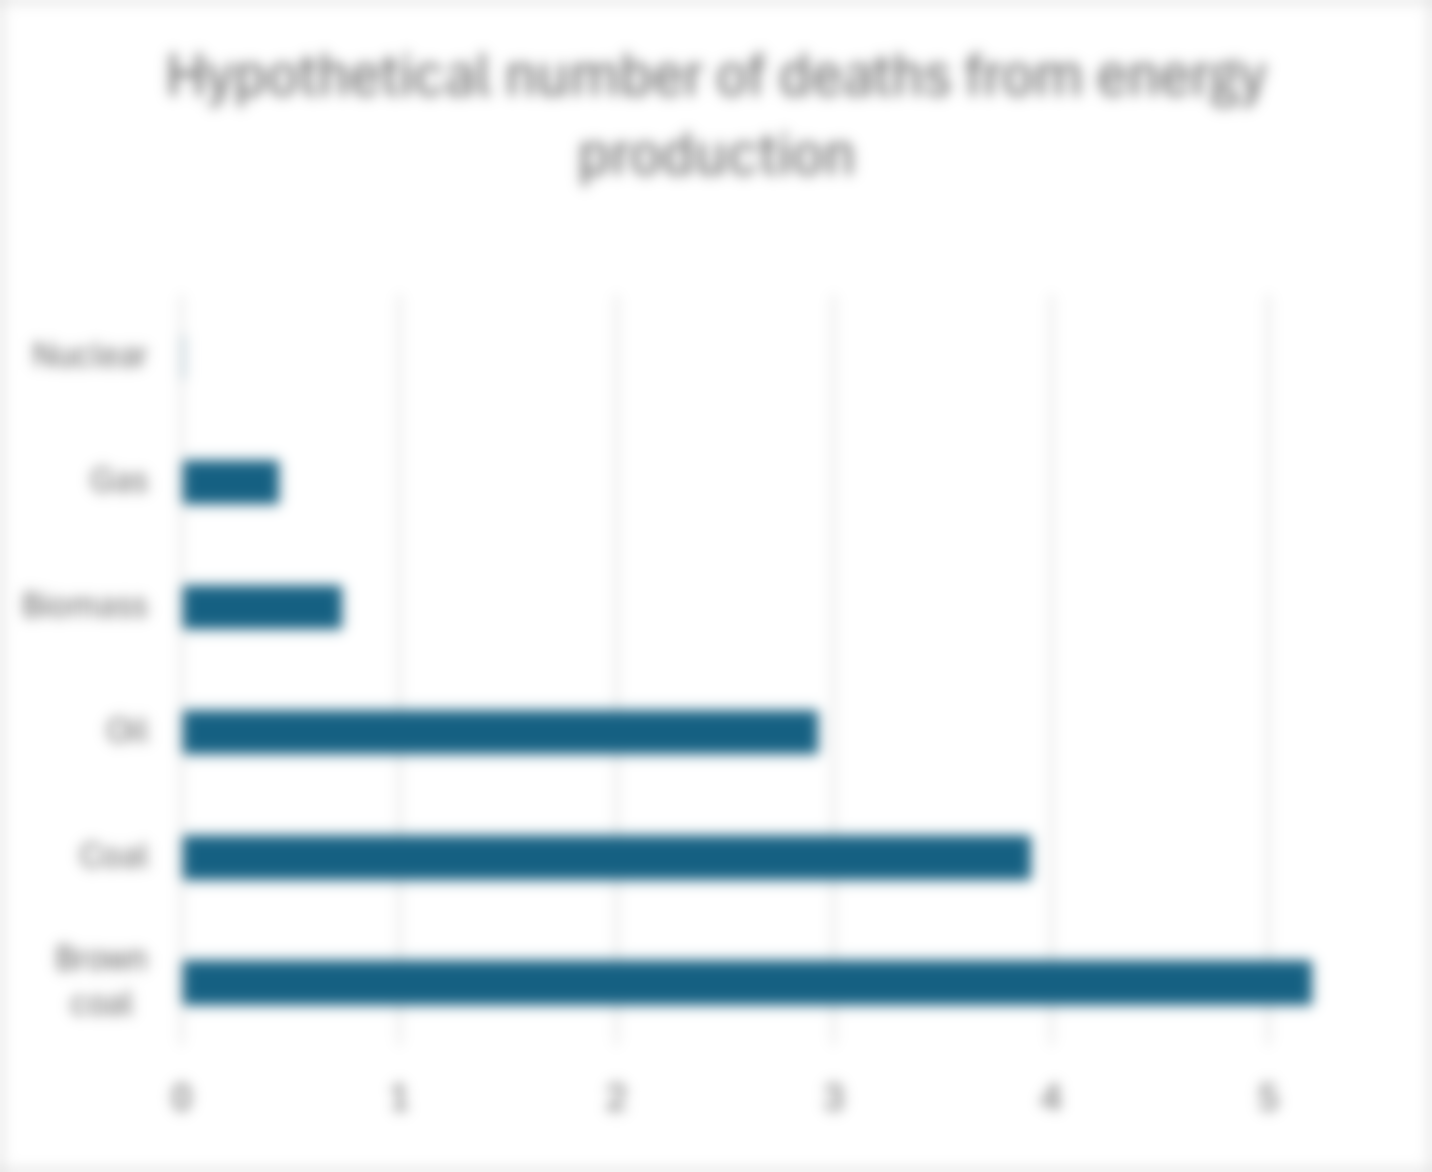 Hypothetical number of deaths from energy
production
Nuclear
Gas
Biomass
Oil
Coal
Brown
coal
0 1 2 3 4 5